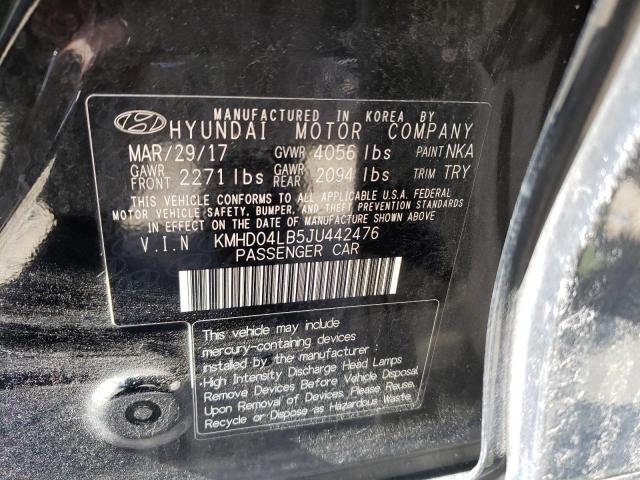 MANUFACTURED IN KOREA BY
HYUNDAI MOTOR COMPANY
MAR/29/17 GVWR 4056 lbs PAINT NKA
GAWR FRONT 2271 lbs GAWR REAR 2094 lbs TRIM TRY
THIS VEHICLE CONFORMS TO ALL APPLICABLE U.S.A. FEDERAL
MOTOR VEHICLE SAFETY, BUMPER, AND THEFT PREVENTION STANDARDS
IN EFFECT ON THE DATE OF MANUFACTURE SHOWN ABOVE.
V.I.N KMHD04LB5JU442476
PASSENGER CAR
This vehicle may include
mercury-containing devices
installed by the manufacturer :
·High Intensity Discharge Head Lamps
Remove Devices Before Vehicle Disposal
Upon Removal of Devices Please Reuse,
Recycle or Dispose as Hazardous Waste.